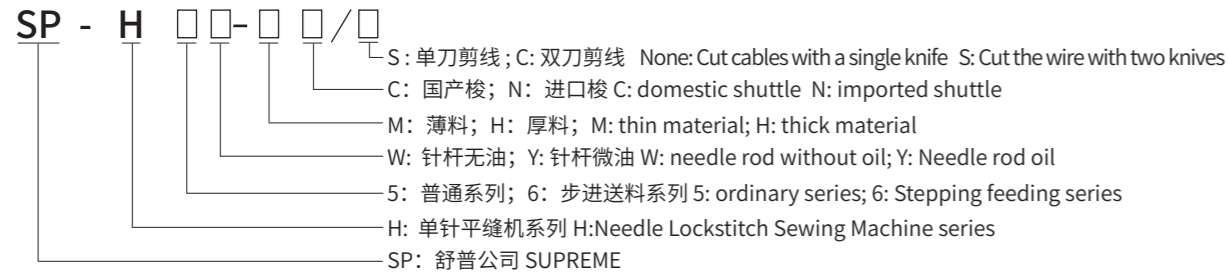 SP - H □ □-□ □/□
S : 单刀剪线 ; C: 双刀剪线 None: Cut cables with a single knife S: Cut the wire with two knives
C：国产梭；N：进口梭 C: domestic shuttle N: imported shuttle
M：薄料；H：厚料；M: thin material; H: thick material
W: 针杆无油；Y: 针杆微油 W: needle rod without oil; Y: Needle rod oil
5：普通系列；6：步进送料系列 5: ordinary series; 6: Stepping feeding series
H: 单针平缝机系列 H:Needle Lockstitch Sewing Machine series
SP：舒普公司 SUPREME